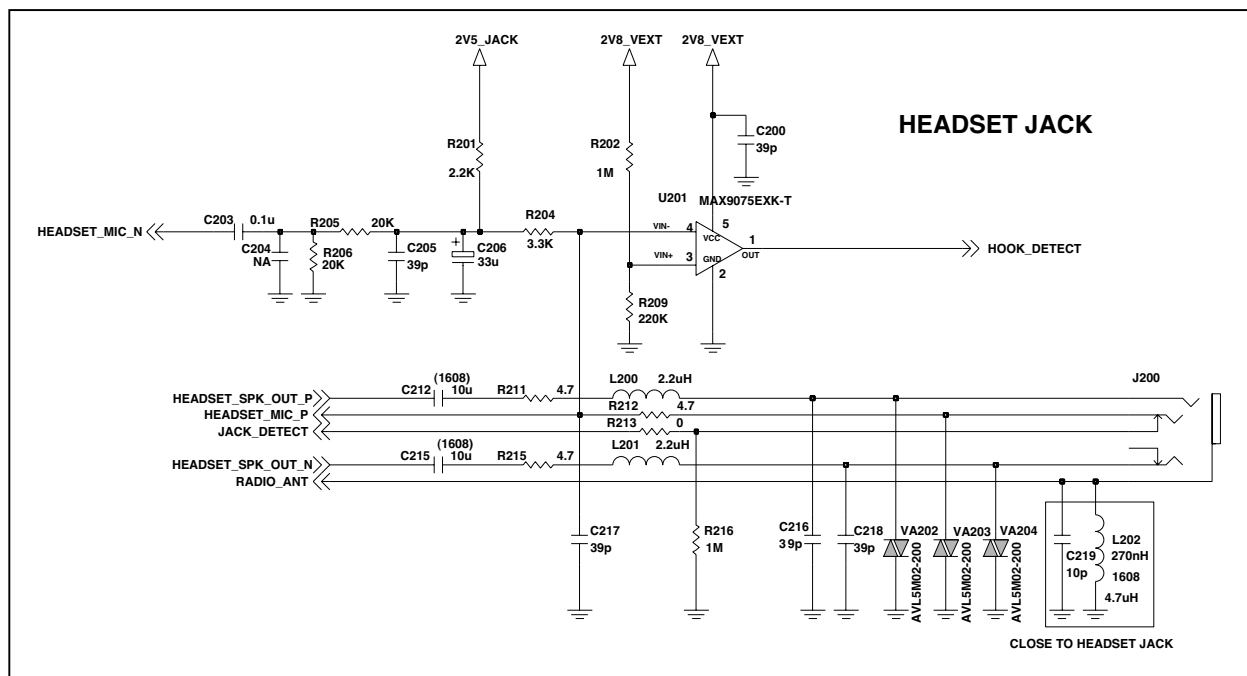 2V5_JACK 2V8_VEXT 2V8_VEXT
HEADSET JACK
C200
39p
R201
2.2K
R202
1M
U201
MAX9075EXK-T
HEADSET_MIC_N
C203 0.1u
R205 20K
C204
NA
R206
20K
C205
39p
+
C206
33u
R204
3.3K
VIN- 4
VIN+ 3
5
VCC
GND
2
1
OUT
HOOK_DETECT
R209
220K
HEADSET_SPK_OUT_P
(1608)
C212 10u
R211 4.7
L200 2.2uH
J200
HEADSET_MIC_P
R212 4.7
JACK_DETECT
R213 0
HEADSET_SPK_OUT_N
(1608)
C215 10u
R215 4.7
L201 2.2uH
RADIO_ANT
C217
39p
R216
1M
C216
39p
C218
39p
VA202
AVL5M02-200
VA203
AVL5M02-200
VA204
AVL5M02-200
C219
10p
L202
270nH
1608
4.7uH
CLOSE TO HEADSET JACK